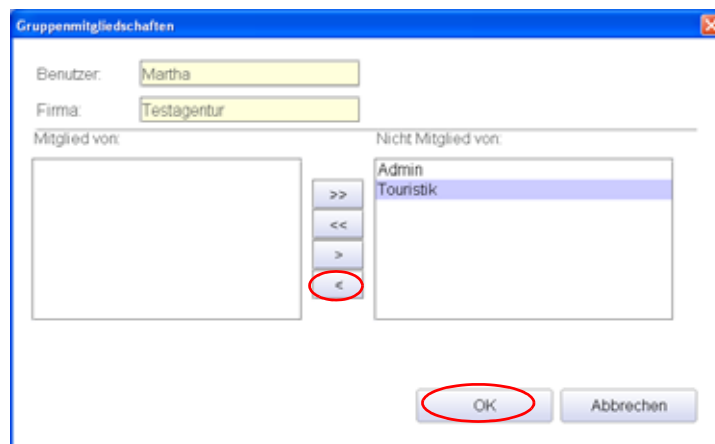 Gruppenmitgliedschaften
Benutzer: Martha
Firma: Testagentur
Mitglied von: Nicht Mitglied von:
Admin
Touristik
>>
<<
>
<
OK Abbrechen